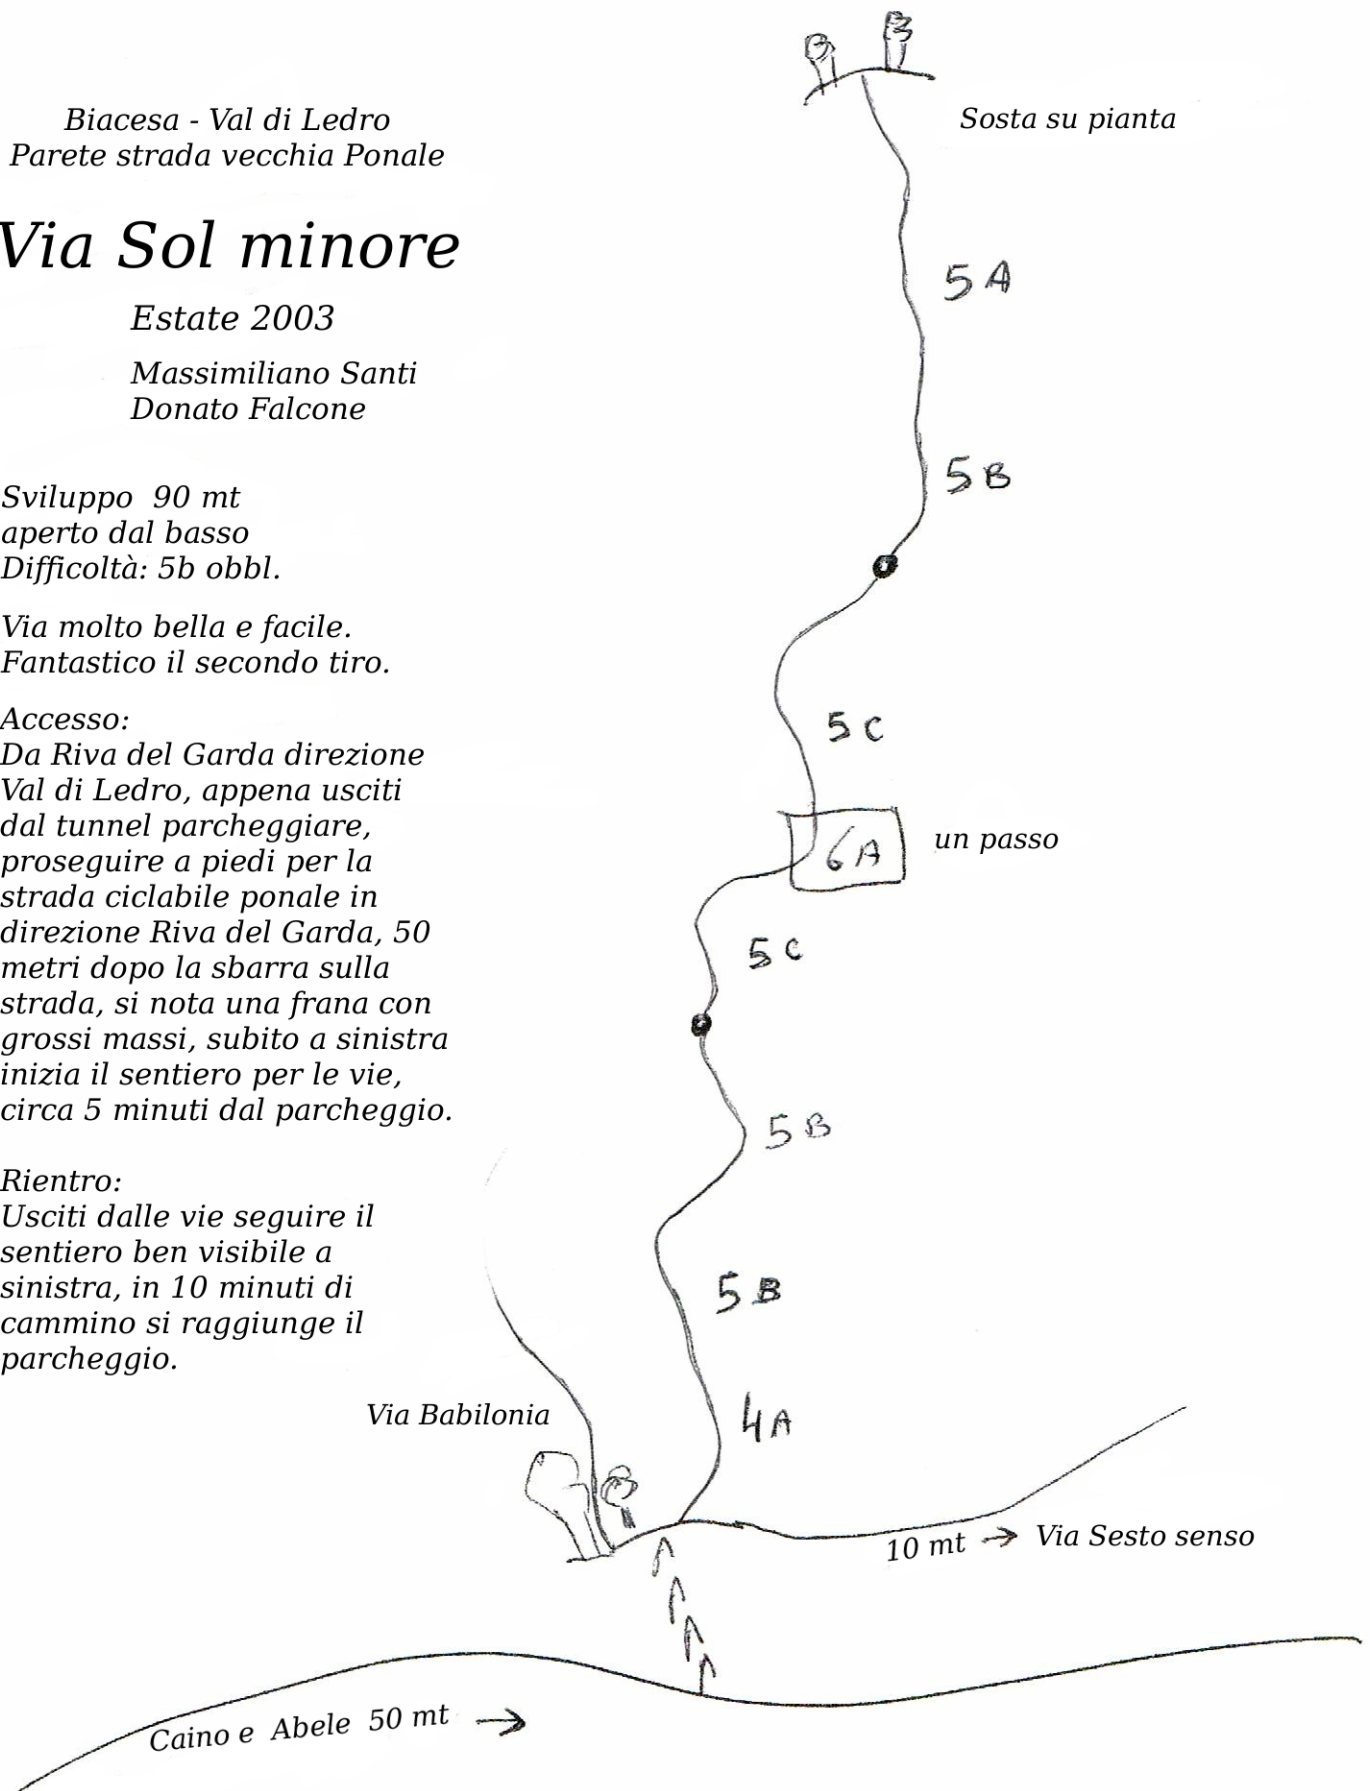 Biacesa - Val di Ledro
Parete strada vecchia Ponale
Via Sol minore
Estate 2003
Massimiliano Santi
Donato Falcone
Sviluppo 90 mt
aperto dal basso
Difficoltà: 5b obbl.
Via molto bella e facile.
Fantastico il secondo tiro.
Accesso:
Da Riva del Garda direzione
Val di Ledro, appena usciti
dal tunnel parcheggiare,
proseguire a piedi per la
strada ciclabile ponale in
direzione Riva del Garda, 50
metri dopo la sbarra sulla
strada, si nota una frana con
grossi massi, subito a sinistra
inizia il sentiero per le vie,
circa 5 minuti dal parcheggio.
Rientro:
Usciti dalle vie seguire il
sentiero ben visibile a
sinistra, in 10 minuti di
cammino si raggiunge il
parcheggio.
Sosta su pianta
5A
5B
5C
6A un passo
5C
5B
5B
4A
Via Babilonia
10 mt → Via Sesto senso
Caino e Abele 50 mt →